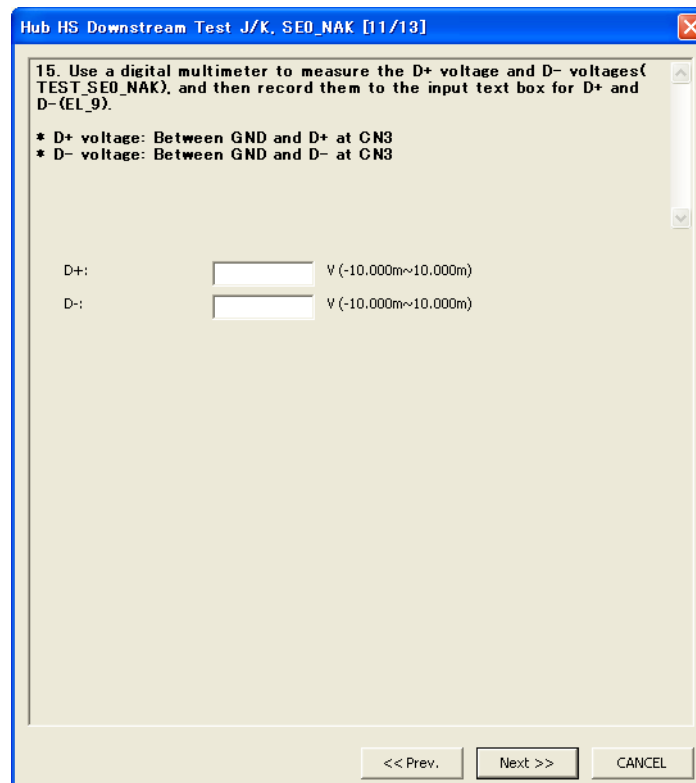 Hub HS Downstream Test J/K, SE0_NAK [11/13]
15. Use a digital multimeter to measure the D+ voltage and D- voltages(
TEST_SE0_NAK), and then record them to the input text box for D+ and
D-(EL_9).
* D+ voltage: Between GND and D+ at CN3
* D- voltage: Between GND and D- at CN3
D+: V (-10.000m~10.000m)
D-: V (-10.000m~10.000m)
<< Prev. Next >> CANCEL